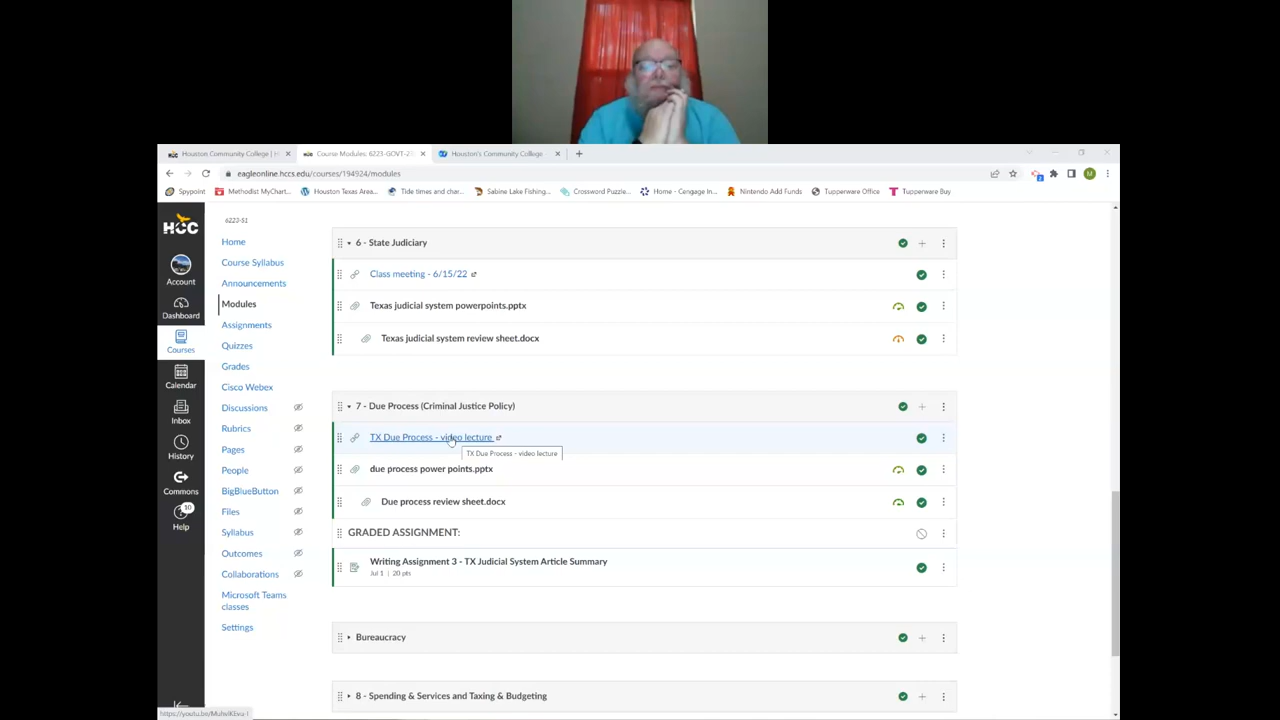 Houston Community College | H
Course Modules: 6223-GOVT-23
Houston's Community College
eagleonline.hccs.edu/courses/194924/modules
Spypoint
Methodist MyChart...
Houston Texas Area...
Tide times and char...
Sabine Lake Fishing...
Crossword Puzzle...
Home - Cengage In...
Nintendo Add Funds
Tupperware Office
Tupperware Buy
M
HCC
Account
Dashboard
Courses
Calendar
Inbox
History
Commons
10
Help
6223-S1
Home
Course Syllabus
Announcements
Modules
Assignments
Quizzes
Grades
Cisco Webex
Discussions
Rubrics
Pages
People
BigBlueButton
Files
Syllabus
Outcomes
Collaborations
Microsoft Teams
classes
Settings
6 - State Judiciary
Class meeting - 6/15/22
Texas judicial system powerpoints.pptx
Texas judicial system review sheet.docx
7 - Due Process (Criminal Justice Policy)
TX Due Process - video lecture
TX Due Process - video lecture
due process power points.pptx
Due process review sheet.docx
GRADED ASSIGNMENT:
Writing Assignment 3 - TX Judicial System Article Summary
Jul 1 | 20 pts
Bureaucracy
8 - Spending & Services and Taxing & Budgeting